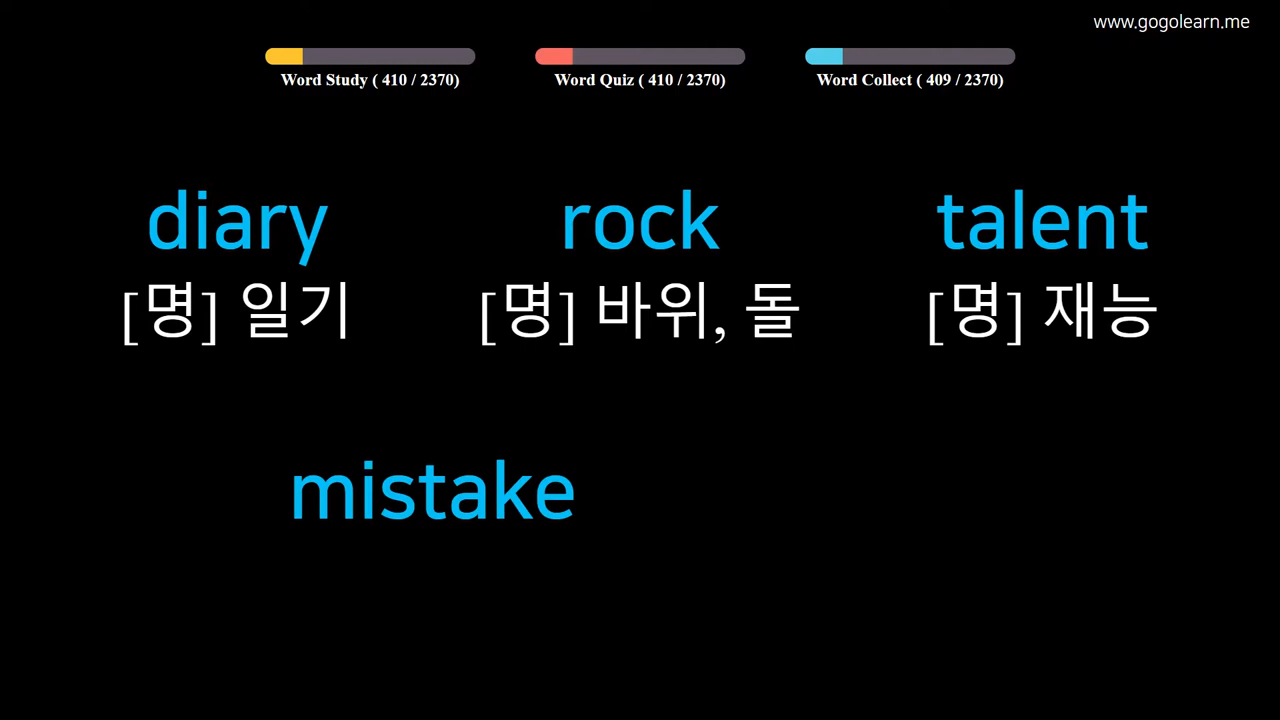 www.gogolearn.me
Word Study ( 410 / 2370)
Word Quiz ( 410 / 2370)
Word Collect ( 409 / 2370)
diary
[명] 일기
rock
[명] 바위, 돌
talent
[명] 재능
mistake